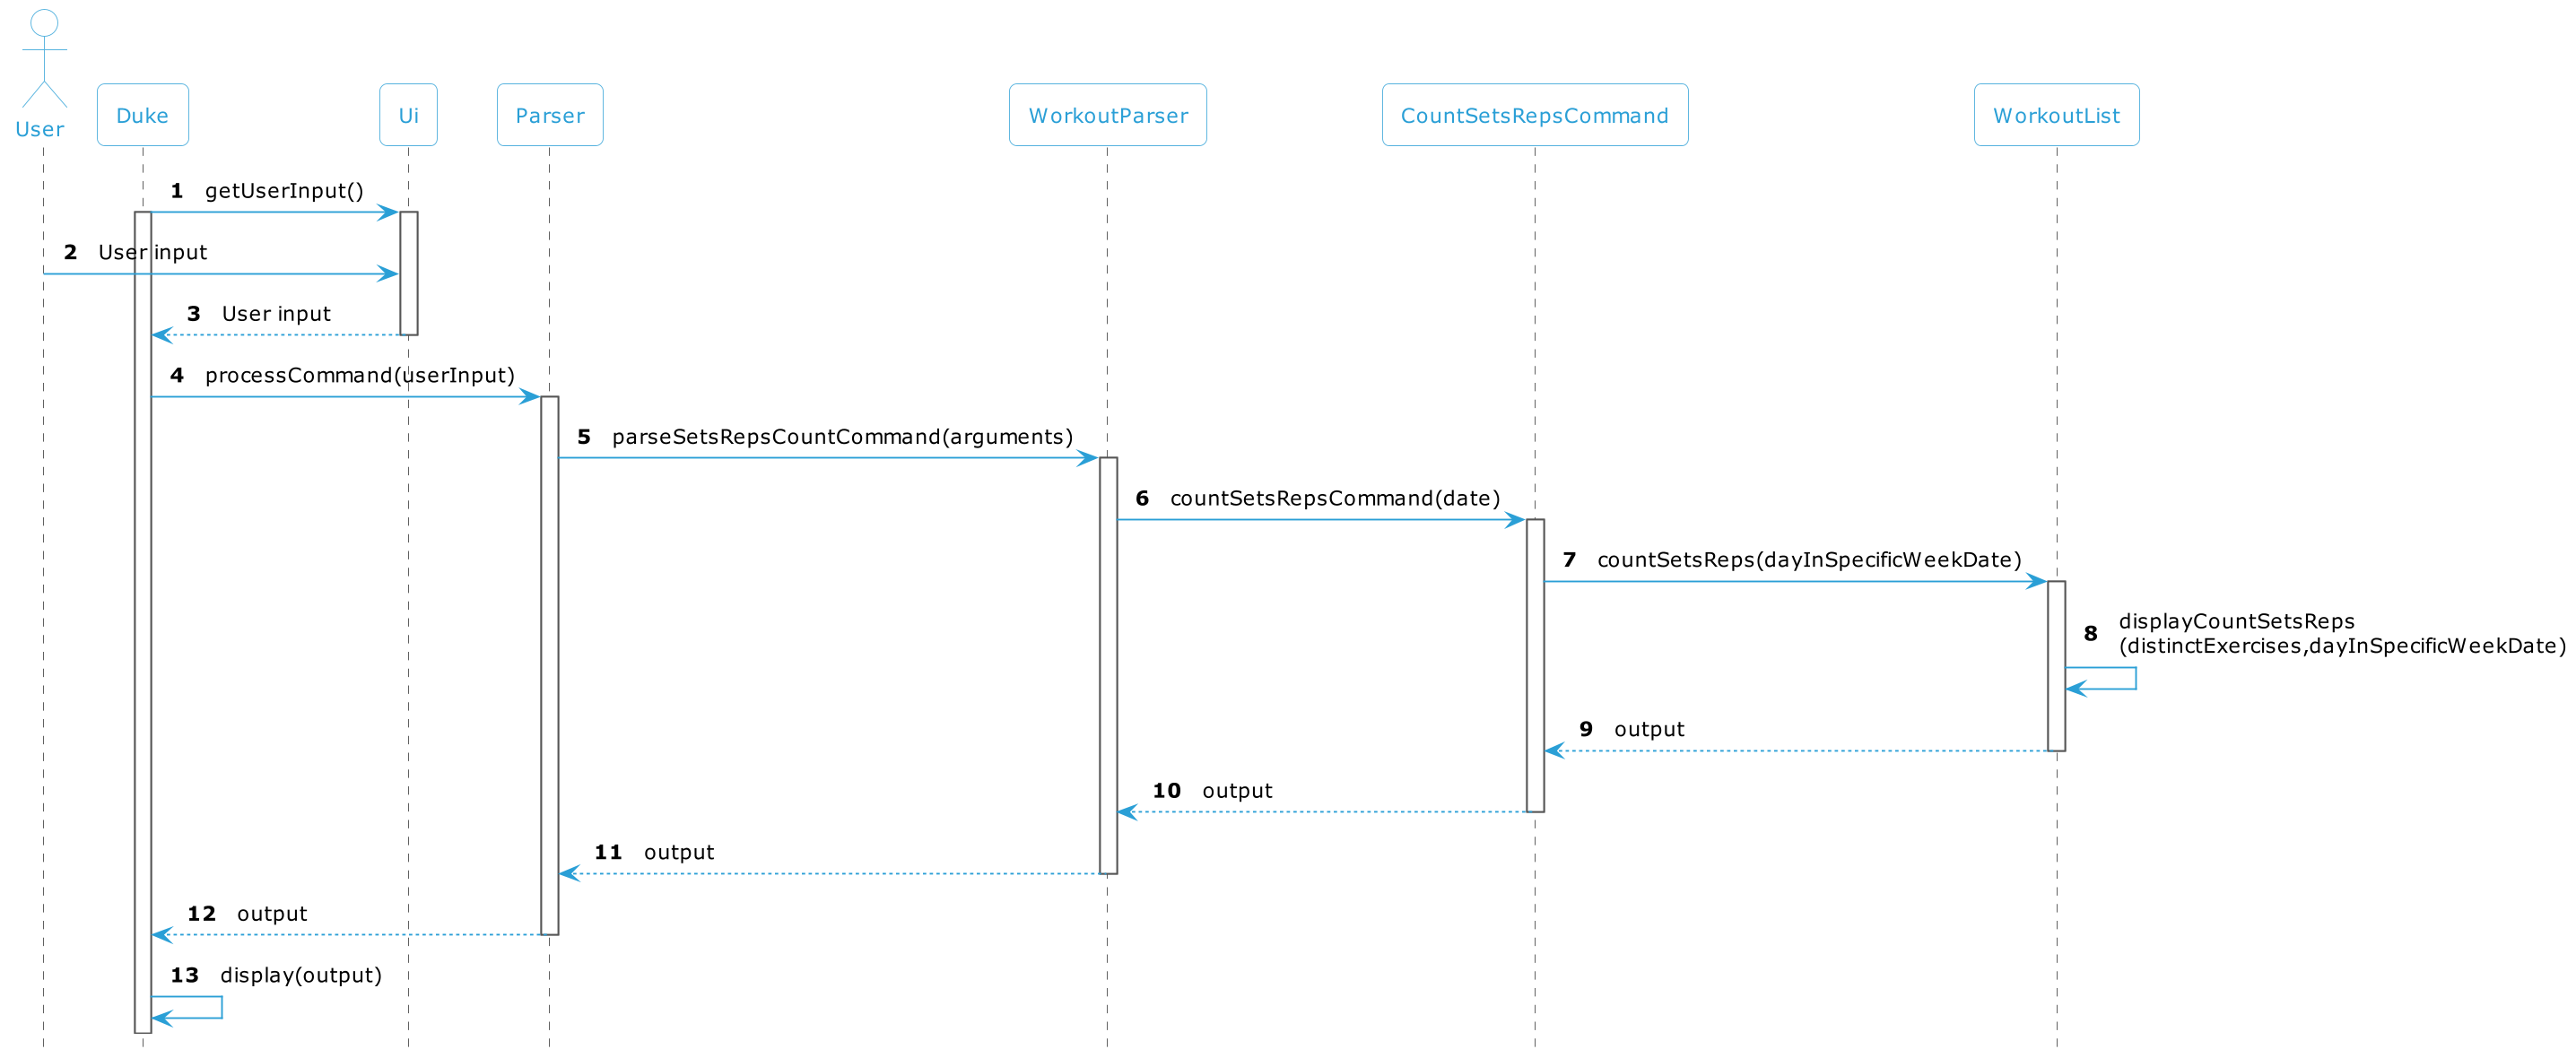 User
Duke
Ui
Parser
WorkoutParser
CountSetsRepsCommand
WorkoutList
1 getUserInput()
2 User input
3 User input
4 processCommand(userInput)
5 parseSetsRepsCountCommand(arguments)
6 countSetsRepsCommand(date)
7 countSetsReps(dayInSpecificWeekDate)
8 displayCountSetsReps
(distinctExercises,dayInSpecificWeekDate)
9 output
10 output
11 output
12 output
13 display(output)